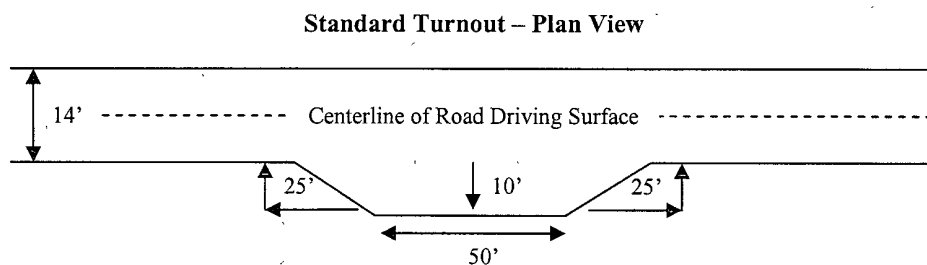 Standard Turnout – Plan View
14'
Centerline of Road Driving Surface
25'
10'
25'
50'